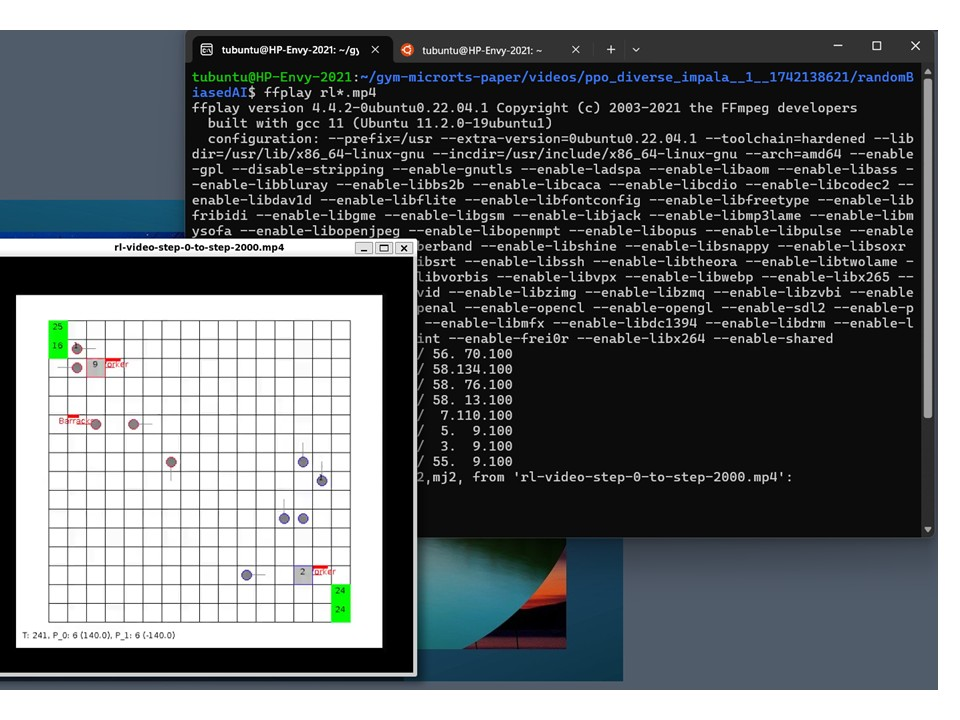 tubuntu@HP-Envy-2021: ~/gy
tubuntu@HP-Envy-2021: ~
tubuntu@HP-Envy-2021:~/gym-microrts-paper/videos/ppo_diverse_impala__1__1742138621/randomB
iasedAI$ ffplay rl*.mp4
ffplay version 4.4.2-0ubuntu0.22.04.1 Copyright (c) 2003-2021 the FFmpeg developers
built with gcc 11 (Ubuntu 11.2.0-19ubuntu1)
configuration: --prefix=/usr --extra-version=0ubuntu0.22.04.1 --toolchain=hardened --lib
dir=/usr/lib/x86_64-linux-gnu --incdir=/usr/include/x86_64-linux-gnu --arch=amd64 --enable
-gpl --disable-stripping --enable-gnutls --enable-ladspa --enable-libaom --enable-libass -
-enable-libbluray --enable-libbs2b --enable-libcaca --enable-libcdio --enable-libcodec2 --
enable-libdav1d --enable-libflite --enable-libfontconfig --enable-libfreetype --enable-lib
fribidi --enable-libgme --enable-libgsm --enable-libjack --enable-libmp3lame --enable-libm
ysofa --enable-libopenjpeg --enable-libopenmpt --enable-libopus --enable-libpulse --enable
berband --enable-libshine --enable-libsnappy --enable-libsoxr
ibsrt --enable-libssh --enable-libtheora --enable-libtwolame -
libvorbis --enable-libvpx --enable-libwebp --enable-libx265 --
vid --enable-libzimg --enable-libzmq --enable-libzvbi --enable
penal --enable-opencl --enable-opengl --enable-sdl2 --enable-p
--enable-libmfx --enable-libdc1394 --enable-libdrm --enable-l
int --enable-frei0r --enable-libx264 --enable-shared
/ 56. 70.100
/ 58.134.100
/ 58. 76.100
/ 58. 13.100
/  7.110.100
/  5.  9.100
/  3.  9.100
/ 55.  9.100
2,mj2, from 'rl-video-step-0-to-step-2000.mp4':
rl-video-step-0-to-step-2000.mp4
25
16
1
9 orker
Barracks
2 orker
24
24
T: 241, P_0: 6 (140.0), P_1: 6 (-140.0)